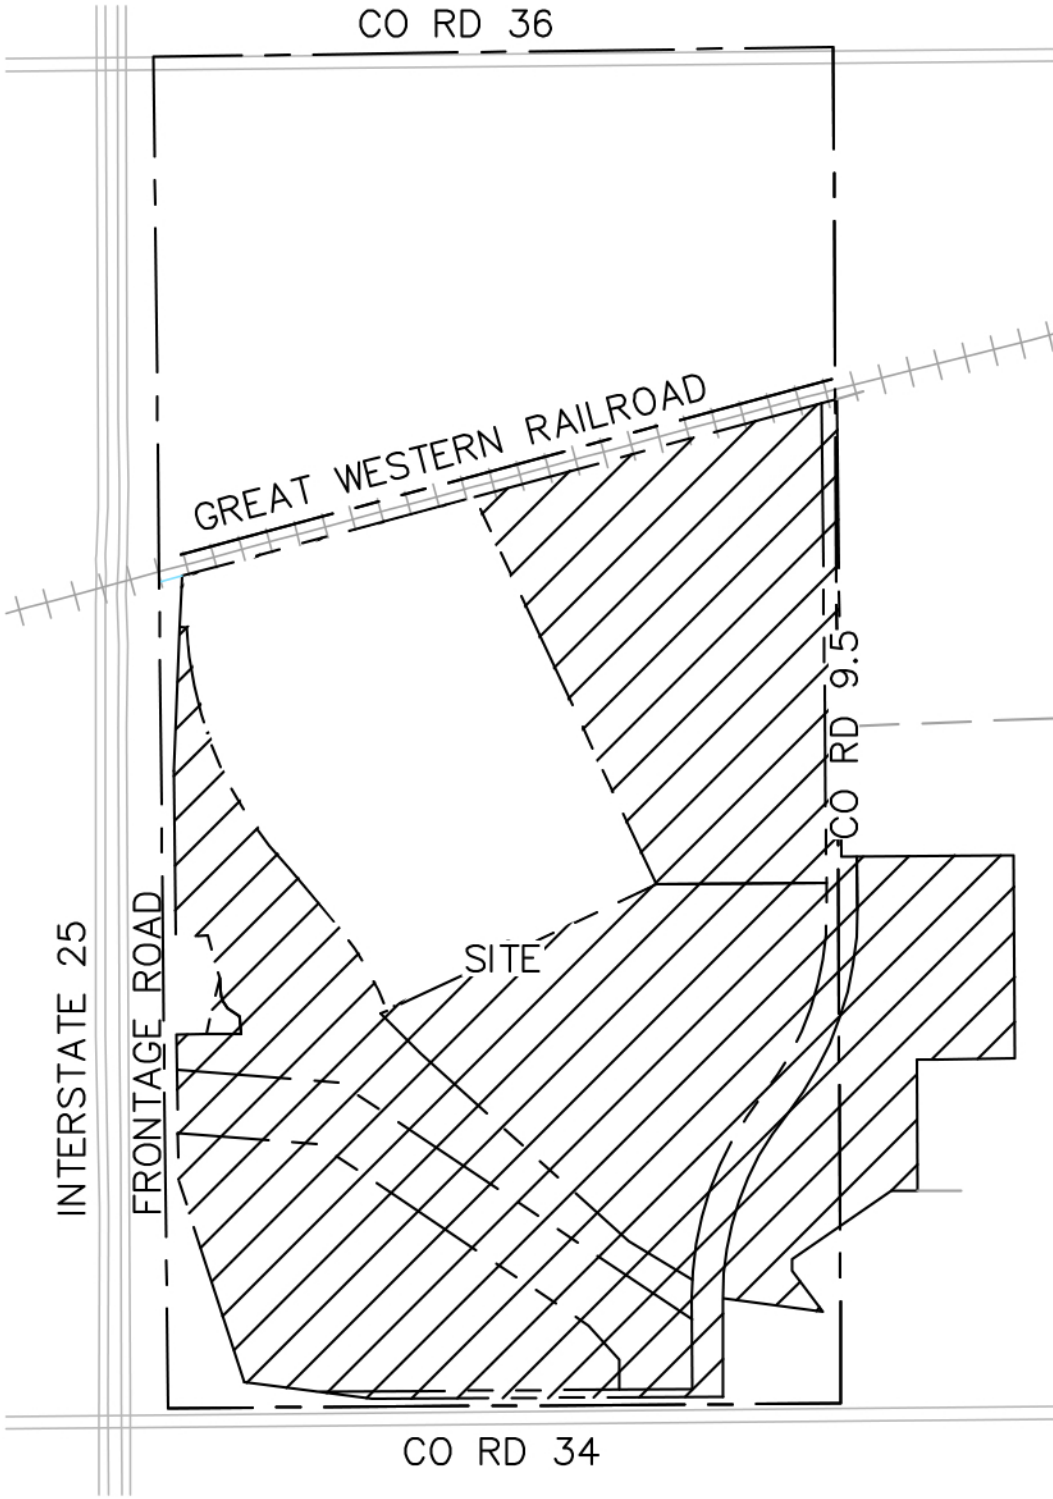 CO RD 36
GREAT WESTERN RAILROAD
CO RD 9.5
SITE
INTERSTATE 25
FRONTAGE ROAD
CO RD 34